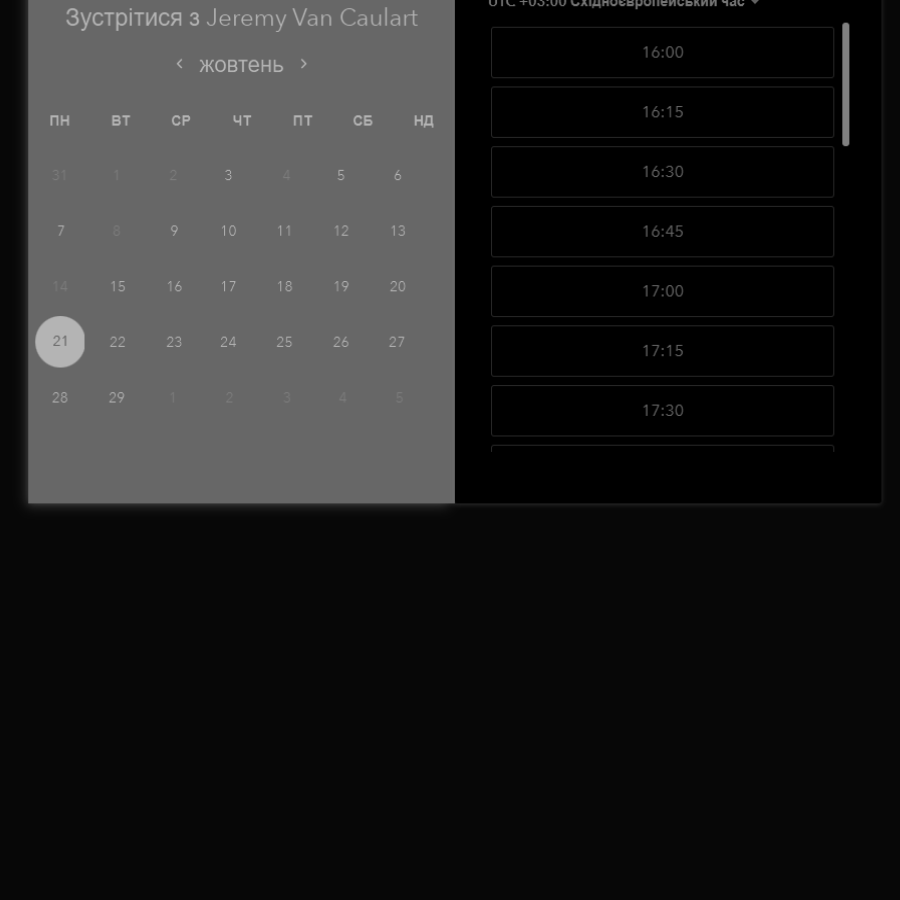 Зустрітися з Jeremy Van Caulart
жовтень
ПН ВТ СР ЧТ ПТ СБ НД
31 1 2 3 4 5 6
7 8 9 10 11 12 13
14 15 16 17 18 19 20
21 22 23 24 25 26 27
28 29 1 2 3 4 5
UTC +03:00 Східноєвропейський час
16:00
16:15
16:30
16:45
17:00
17:15
17:30